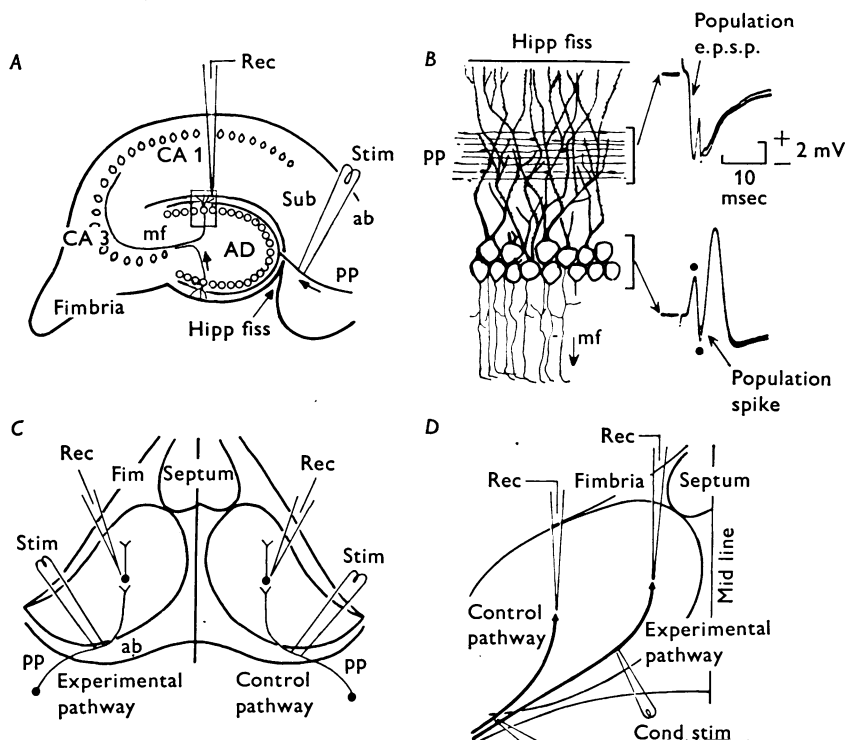 A
Rec
CA 1
Stim
Sub
ab
CA 3
mf
AD
PP
Fimbria
Hipp fiss
B
Hipp fiss
Population
e.p.s.p.
PP
+
–
2 mV
10
msec
mf
Population
spike
C
Rec
Fim
Septum
Rec
Stim
Stim
ab
PP
PP
Experimental
pathway
Control
pathway
D
Rec
Rec
Fimbria
Septum
Mid line
Control
pathway
Experimental
pathway
Cond stim